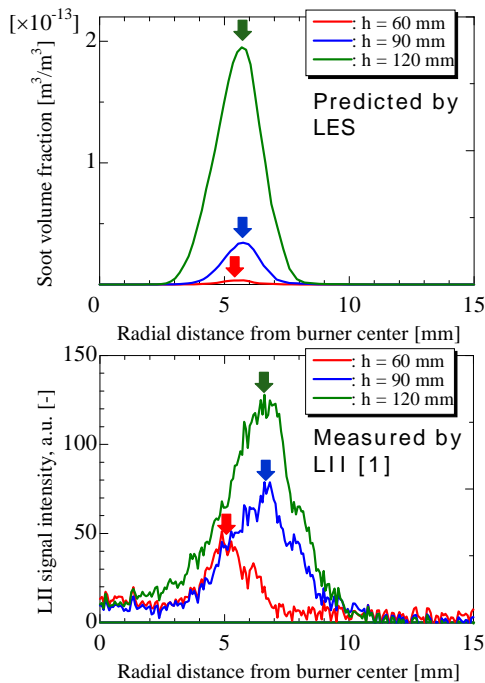 [×10⁻¹³]
2
1
0
Soot volume fraction [m³/m³]
: h = 60 mm
: h = 90 mm
: h = 120 mm
Predicted by
LES
0 5 10 15
Radial distance from burner center [mm]
150
100
50
0
LII signal intensity, a.u. [-]
: h = 60 mm
: h = 90 mm
: h = 120 mm
Measured by
LII [1]
0 5 10 15
Radial distance from burner center [mm]